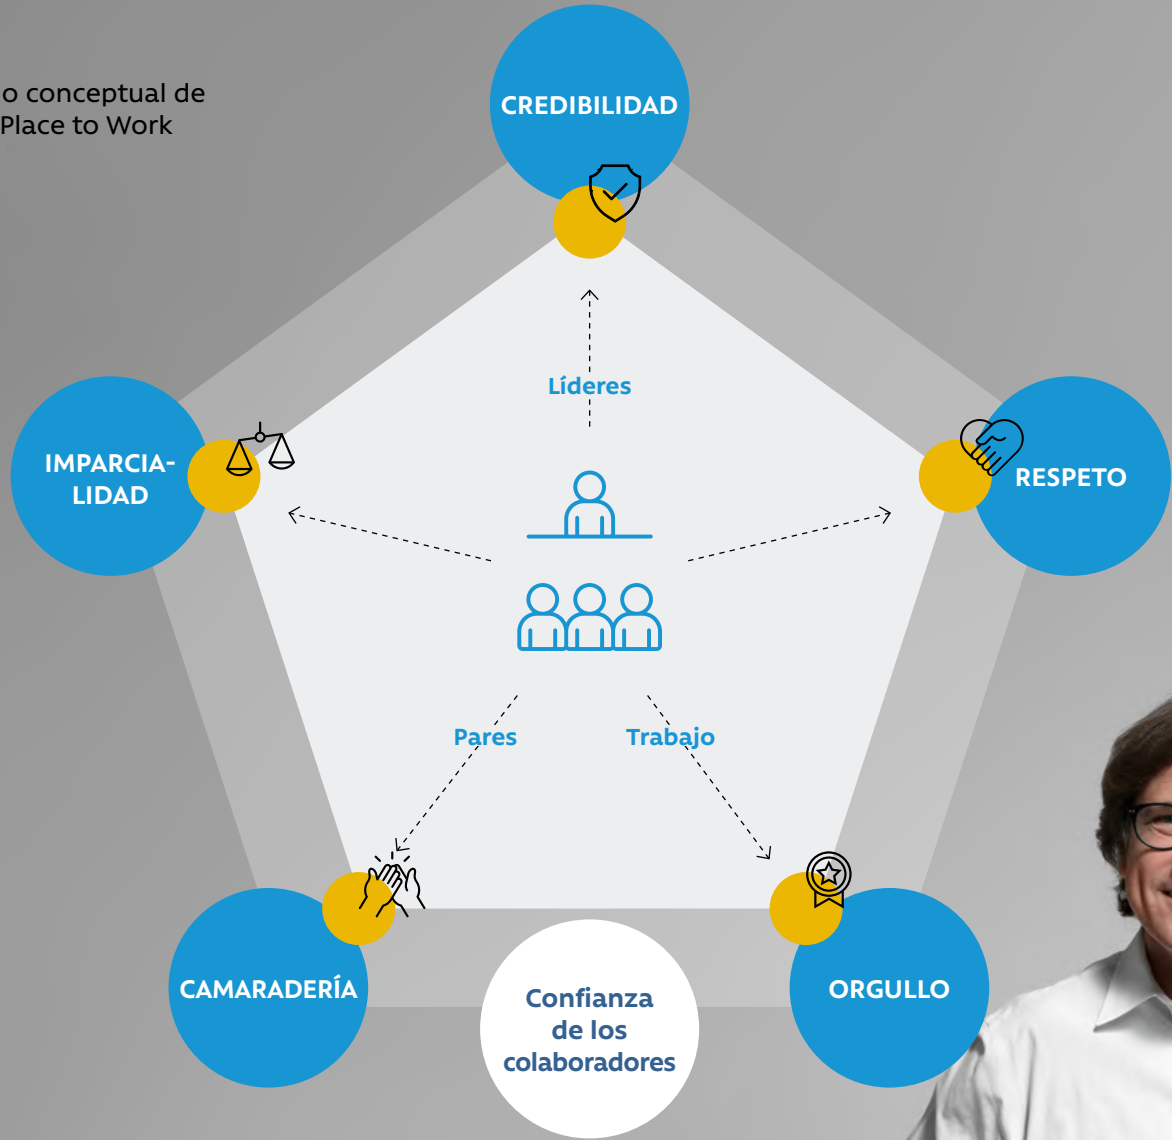 o conceptual de
Place to Work
CREDIBILIDAD
Líderes
IMPARCIA-
LIDAD
RESPETO
Pares
Trabajo
CAMARADERÍA
Confianza
de los
colaboradores
ORGULLO